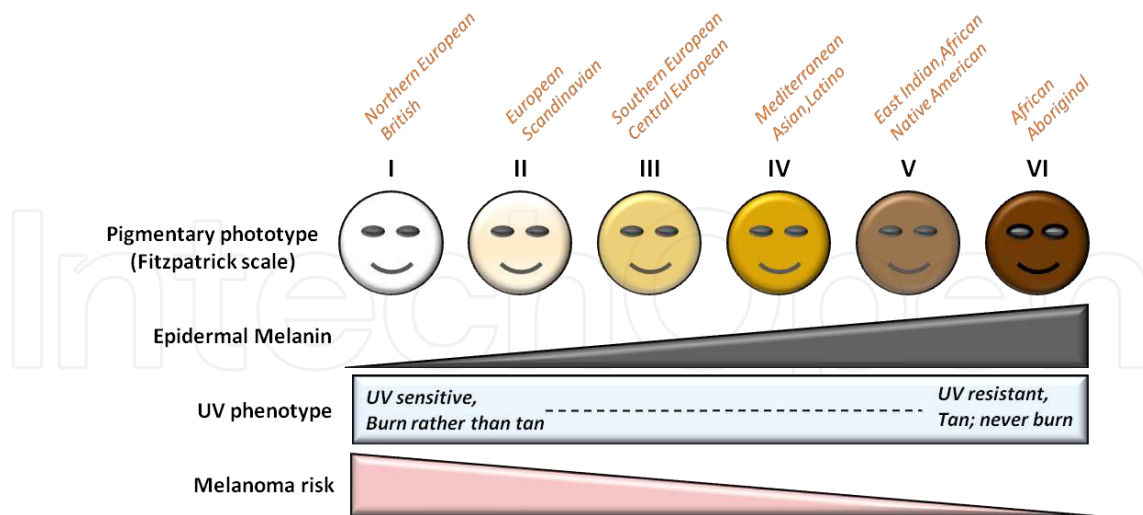 Northern European
British
European
Scandinavian
Southern European
Central European
Mediterranean
Asian,Latino
East Indian,African
Native American
African
Aboriginal
I
II
III
IV
V
VI
Pigmentary phototype
(Fitzpatrick scale)
Epidermal Melanin
UV phenotype
UV sensitive,
Burn rather than tan
UV resistant,
Tan; never burn
Melanoma risk
IntechOpen